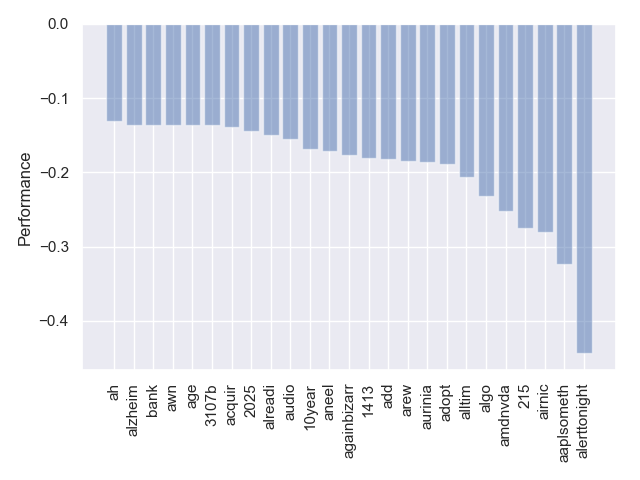 0.0
−0.1
−0.2
−0.3
−0.4
Performance
ah
alzheim
bank
awn
age
3107b
acquir
2025
alreadi
audio
10year
aneel
againbizarr
1413
add
arew
aurinia
adopt
alltim
algo
amdnvda
215
airnic
aaplsometh
alerttonight